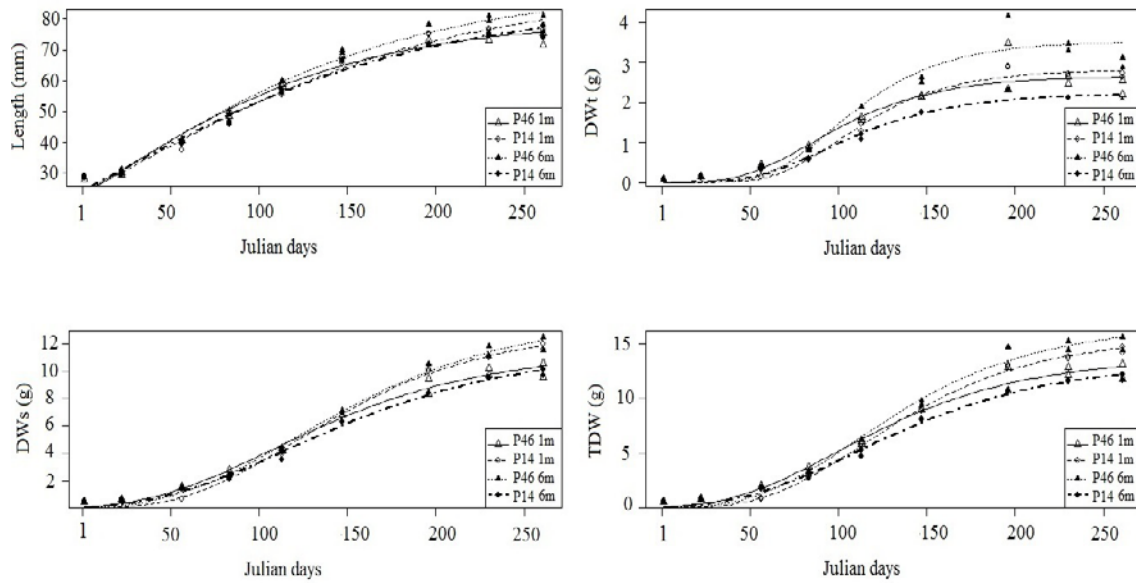 Length (mm)
80
70
60
50
40
30
1
50
100
150
200
250
Julian days
P46 1m
P14 1m
P46 6m
P14 6m
DWt (g)
4
3
2
1
0
1
50
100
150
200
250
Julian days
P46 1m
P14 1m
P46 6m
P14 6m
DWs (g)
12
10
8
6
4
2
1
50
100
150
200
250
Julian days
P46 1m
P14 1m
P46 6m
P14 6m
TDW (g)
15
10
5
0
1
50
100
150
200
250
Julian days
P46 1m
P14 1m
P46 6m
P14 6m